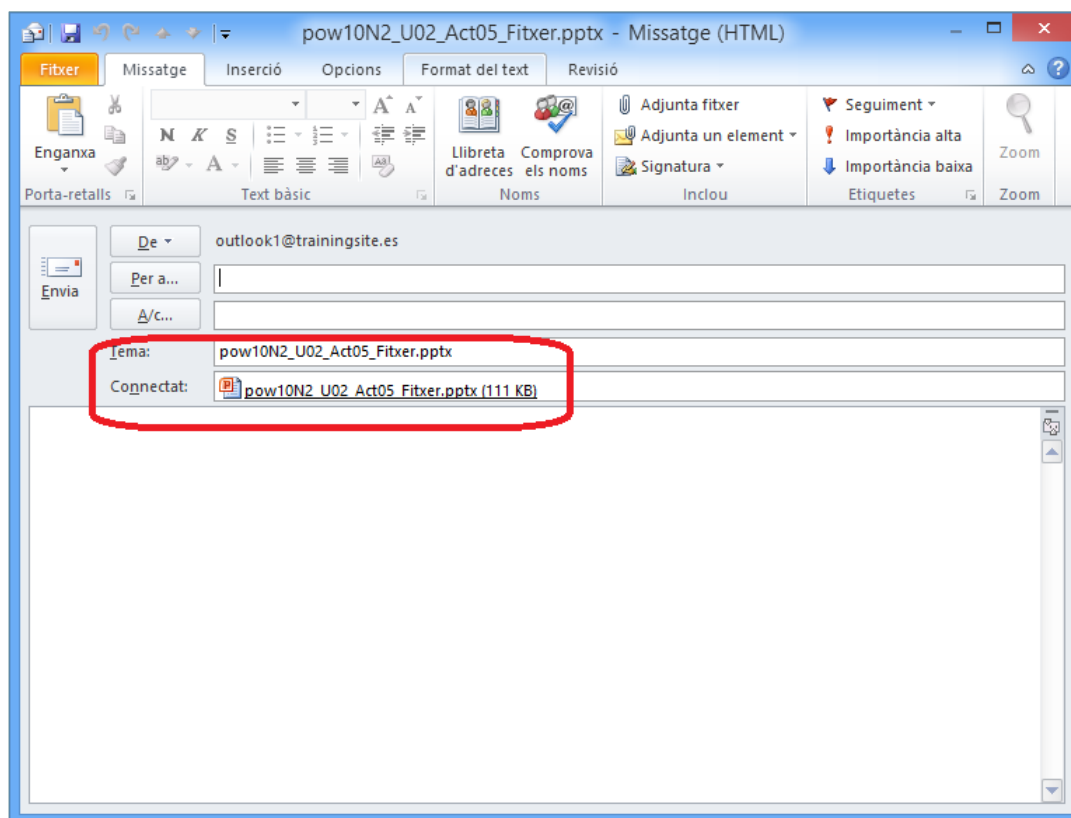 pow10N2_U02_Act05_Fitxer.pptx - Missatge (HTML)
Fitxer Missatge Inserció Opcions Format del text Revisió
Enganxa
Porta-retalls
N K S
Text bàsic
Llibreta d'adreces
Comprova els noms
Noms
Adjunta fitxer
Adjunta un element
Signatura
Inclou
Seguiment
Importància alta
Importància baixa
Etiquetes
Zoom
Zoom
Envia
De outlook1@trainingsite.es
Per a...
A/c...
Tema: pow10N2_U02_Act05_Fitxer.pptx
Connectat: pow10N2_U02_Act05_Fitxer.pptx (111 KB)